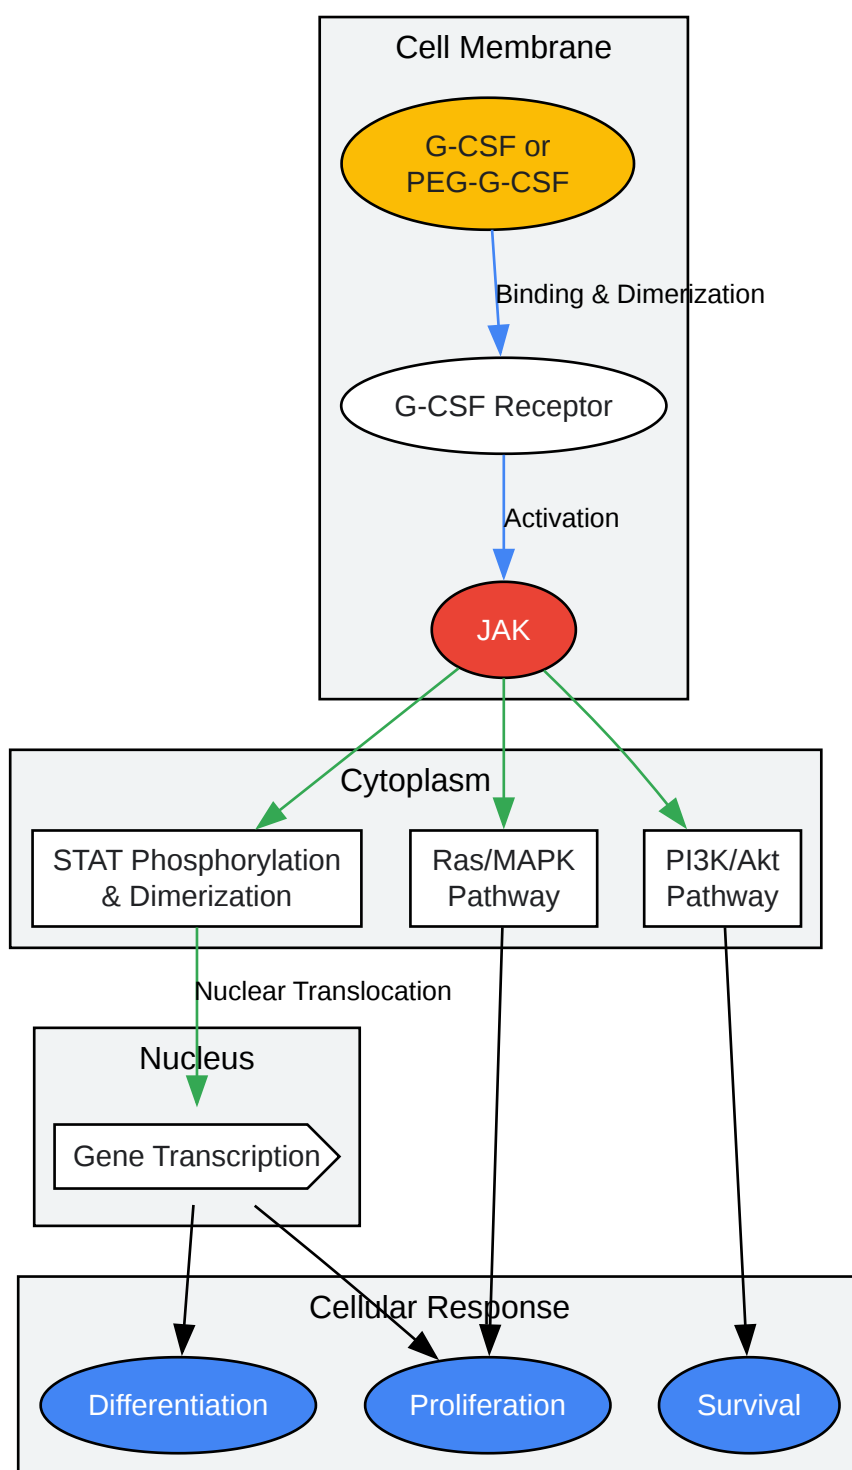 Cell Membrane
G-CSF or
PEG-G-CSF
Binding & Dimerization
G-CSF Receptor
Activation
JAK
Cytoplasm
STAT Phosphorylation
& Dimerization
Ras/MAPK
Pathway
PI3K/Akt
Pathway
Nuclear Translocation
Nucleus
Gene Transcription
Cellular Response
Differentiation
Proliferation
Survival